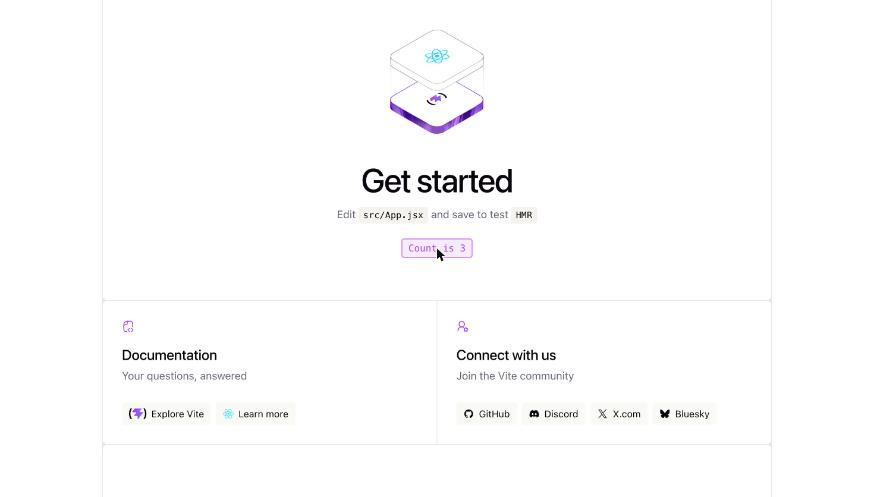 Get started
Edit src/App.jsx and save to test HMR
Count is 3
Documentation
Your questions, answered
Explore Vite
Learn more
Connect with us
Join the Vite community
GitHub
Discord
X.com
Bluesky